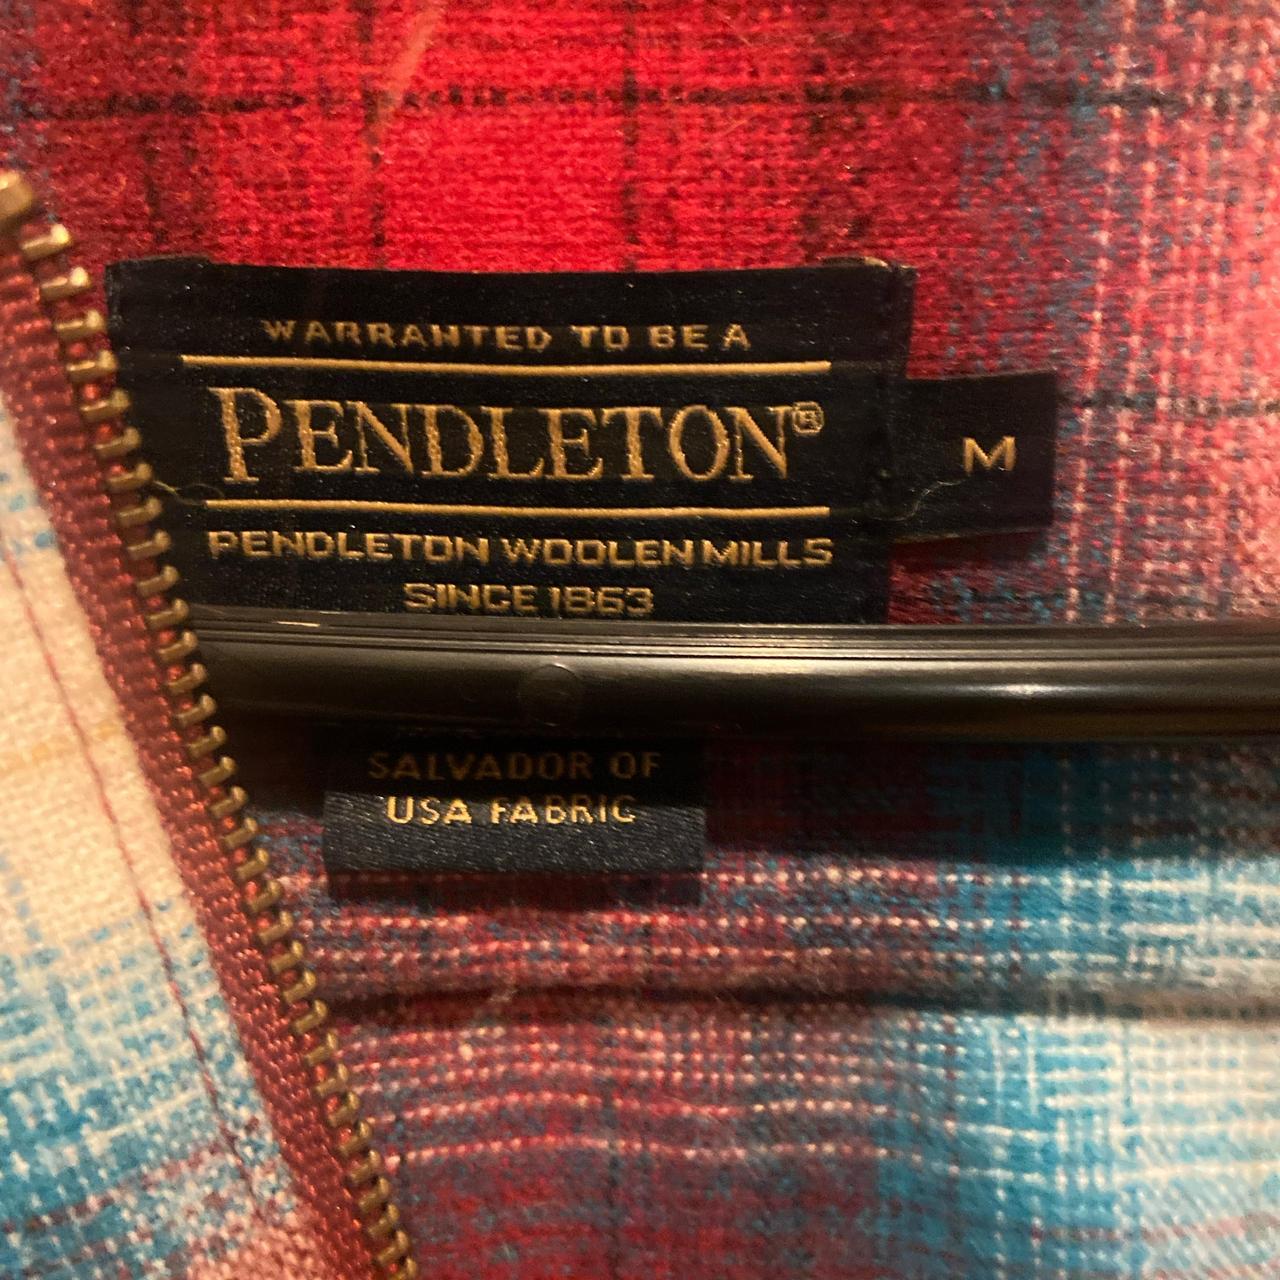 WARRANTED TO BE A
PENDLETON®
M
PENDLETON WOOLEN MILLS
SINCE 1863
SALVADOR OF
USA FABRIC